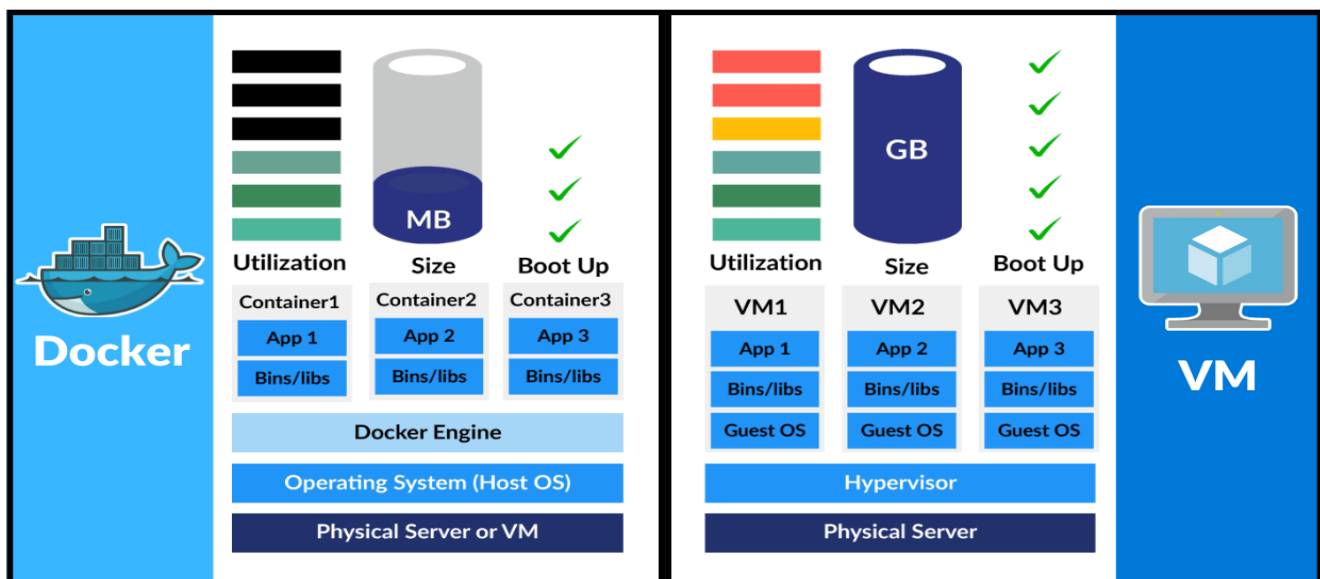 Docker
MB
Utilization Size Boot Up
Container1 Container2 Container3
App 1 App 2 App 3
Bins/libs Bins/libs Bins/libs
Docker Engine
Operating System (Host OS)
Physical Server or VM
GB
Utilization Size Boot Up
VM1 VM2 VM3
App 1 App 2 App 3
Bins/libs Bins/libs Bins/libs
Guest OS Guest OS Guest OS
Hypervisor
Physical Server
VM